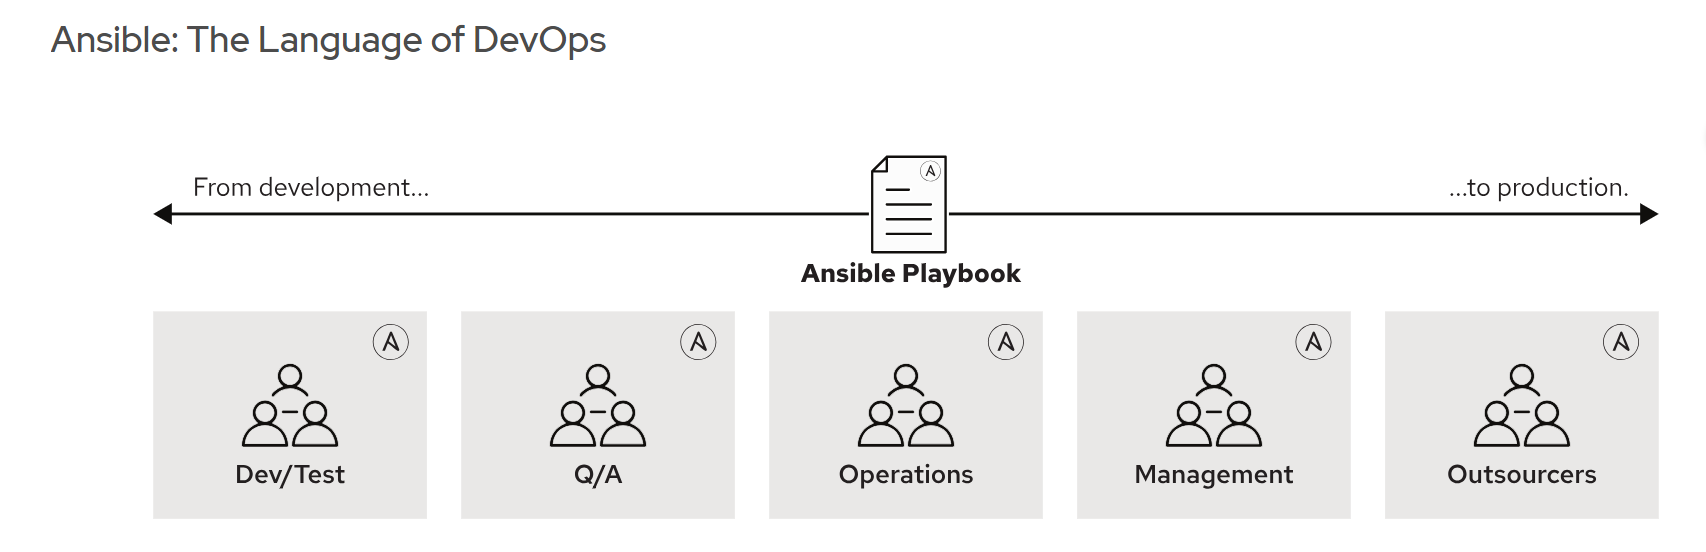 Ansible: The Language of DevOps
From development...
...to production.
Ansible Playbook
Dev/Test
Q/A
Operations
Management
Outsourcers